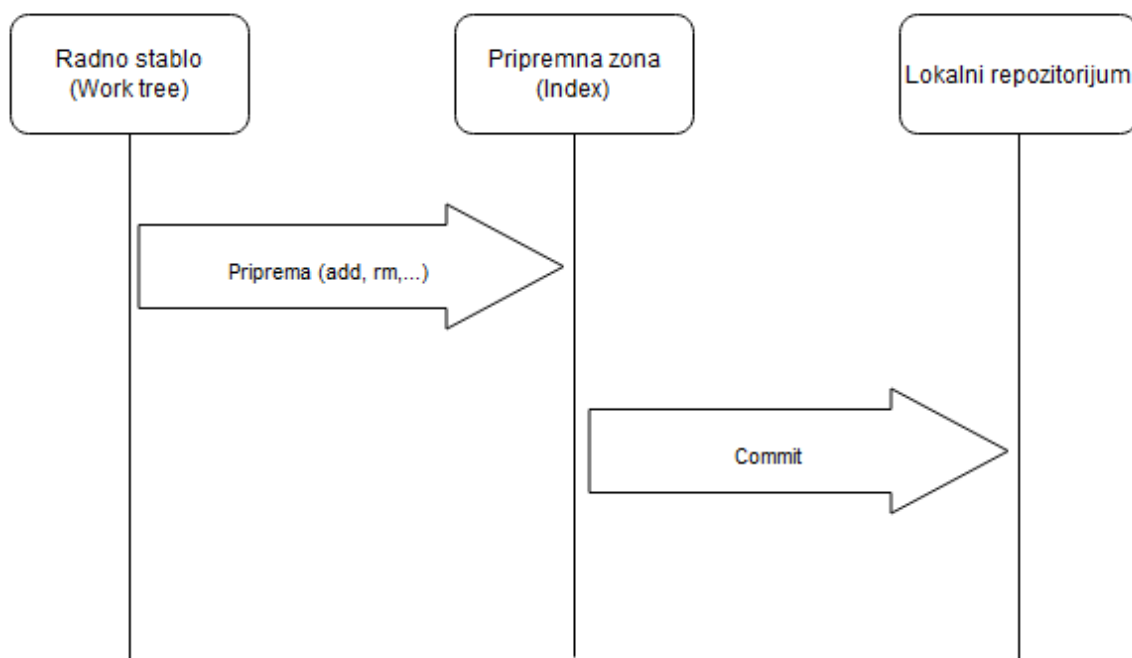 Radno stablo
(Work tree)
Pripremna zona
(Index)
Lokalni repozitorijum
Priprema (add, rm,...)
Commit